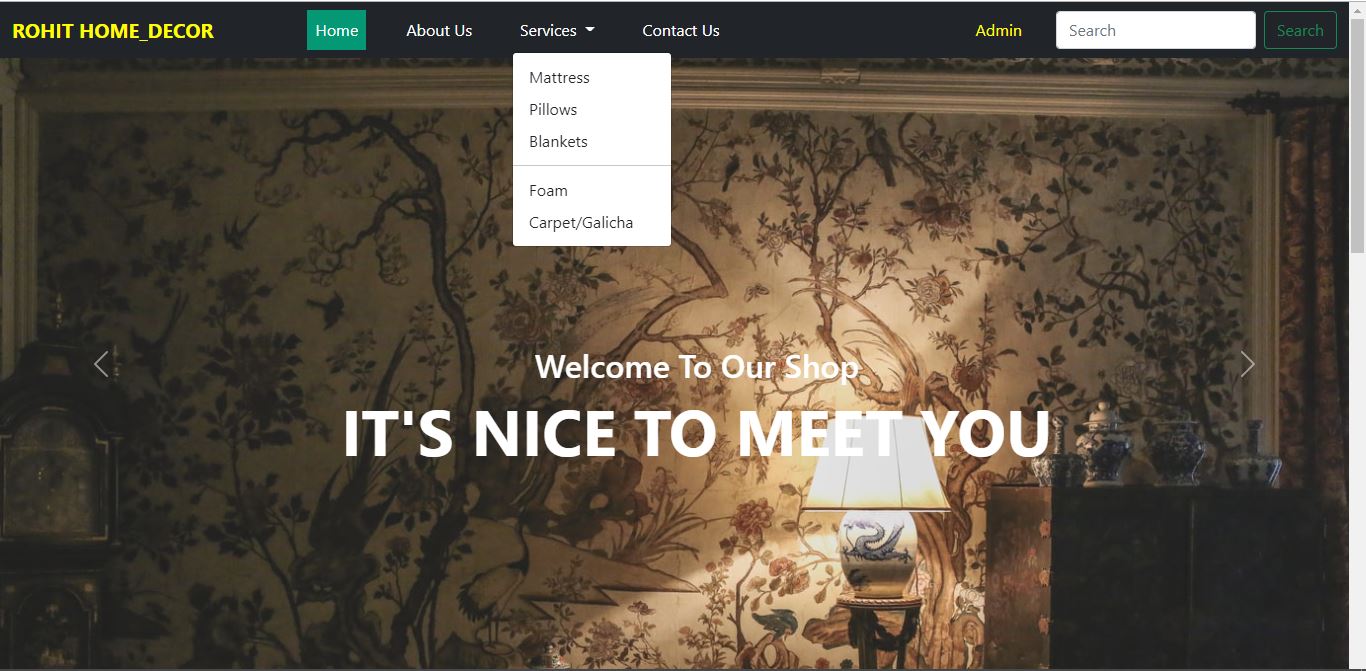 ROHIT HOME_DECOR Home About Us Services Contact Us Admin Search Search
Mattress
Pillows
Blankets
Foam
Carpet/Galicha
Welcome To Our Shop
IT'S NICE TO MEET YOU